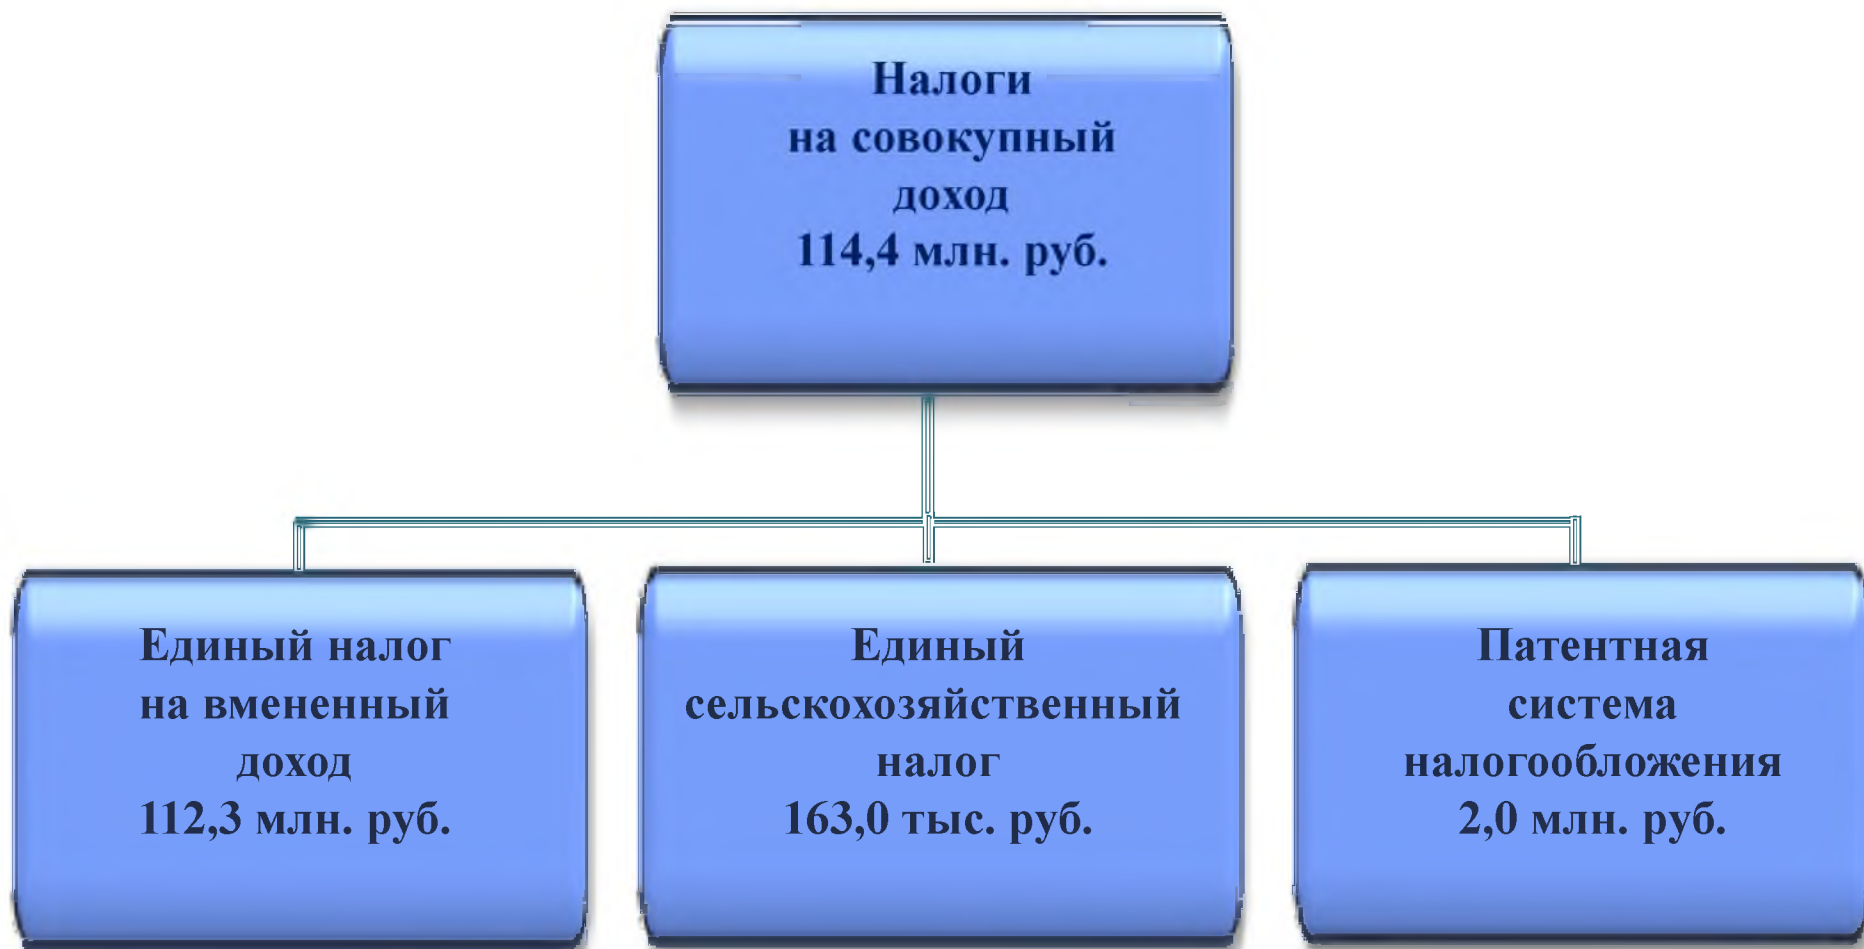 Налоги
на совокупный
доход
114,4 млн. руб.
Единый налог
на вмененный
доход
112,3 млн. руб.
Единый
сельскохозяйственный
налог
163,0 тыс. руб.
Патентная
система
налогообложения
2,0 млн. руб.